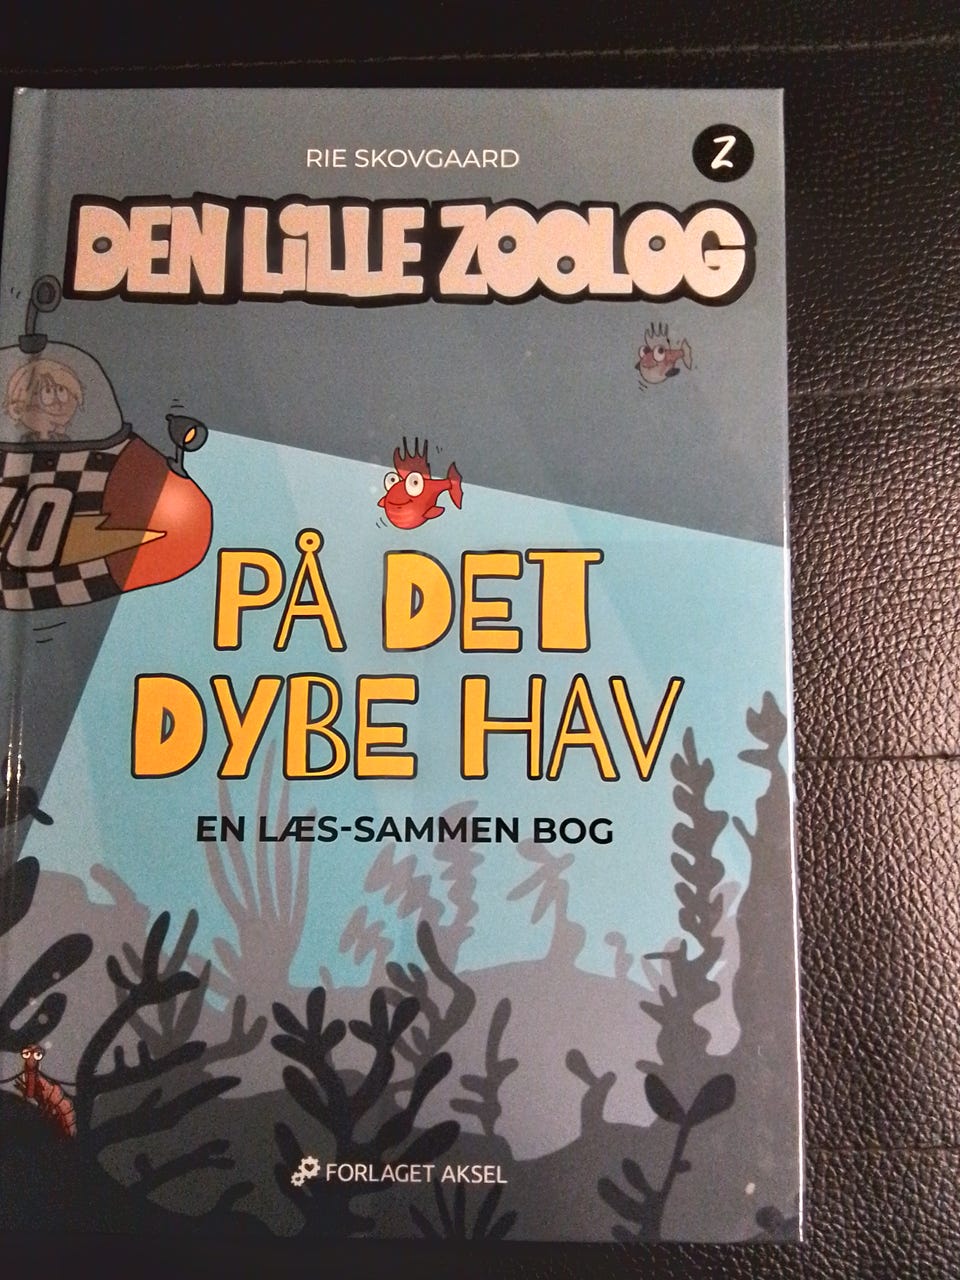 RIE SKOVGAARD
2
DEN LILLE ZOOLOG
PÅ DET
DYBE HAV
EN LÆS-SAMMEN BOG
FORLAGET AKSEL